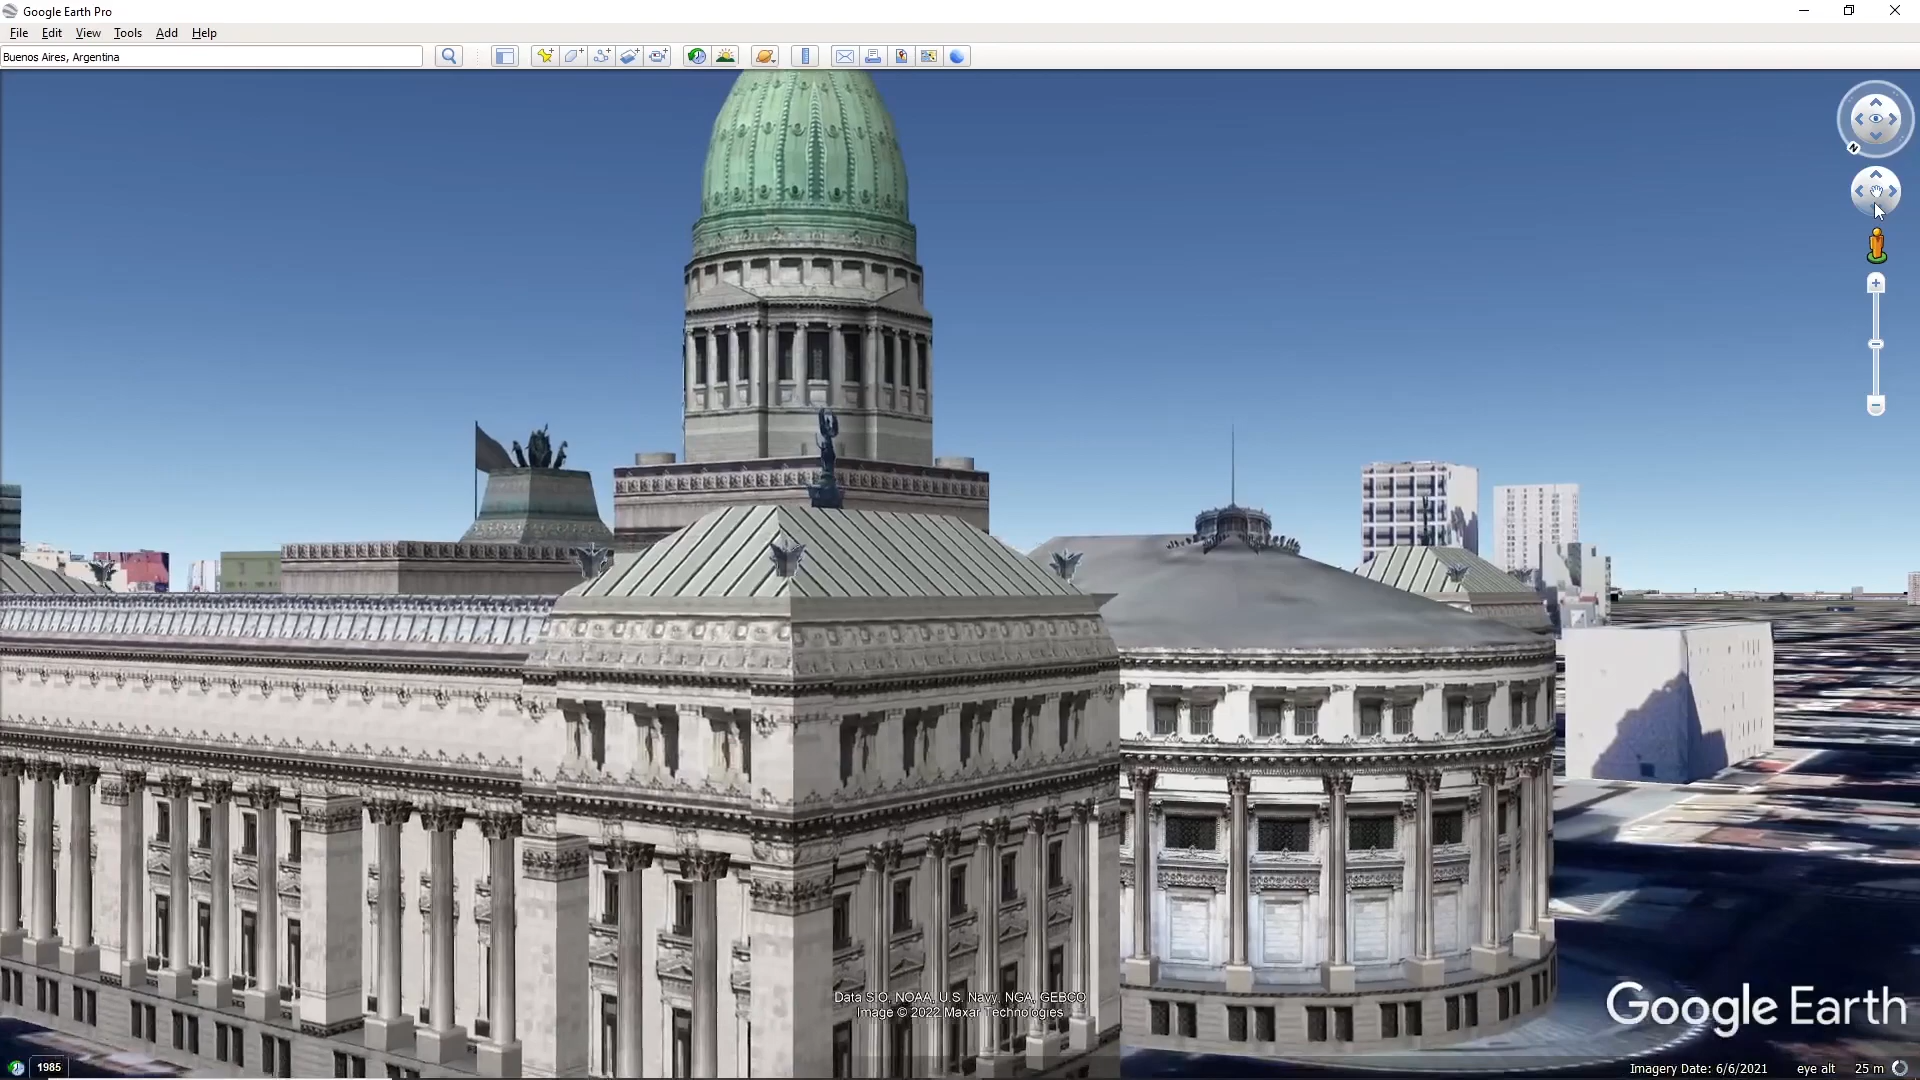 Google Earth Pro
File Edit View Tools Add Help
Buenos Aires, Argentina
N
Data SIO, NOAA, U.S. Navy, NGA, GEBCO
Image © 2022 Maxar Technologies
Google Earth
1985
Imagery Date: 6/6/2021 eye alt 25 m